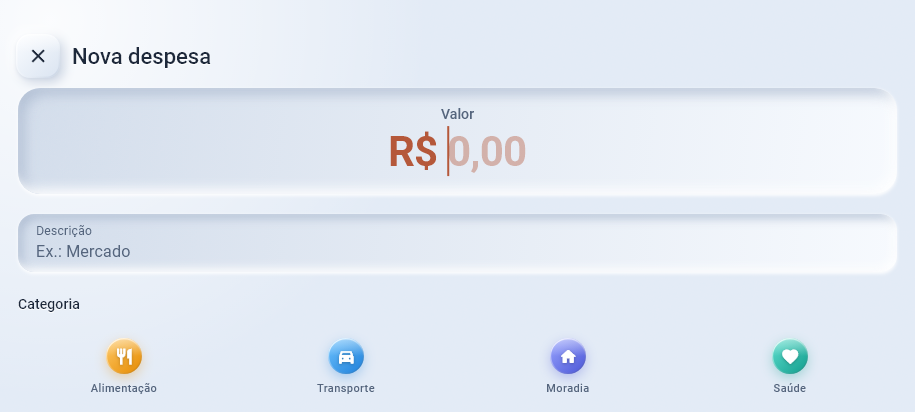 Nova despesa
Valor
R$ 0,00
Descrição
Ex.: Mercado
Categoria
Alimentação Transporte Moradia Saúde